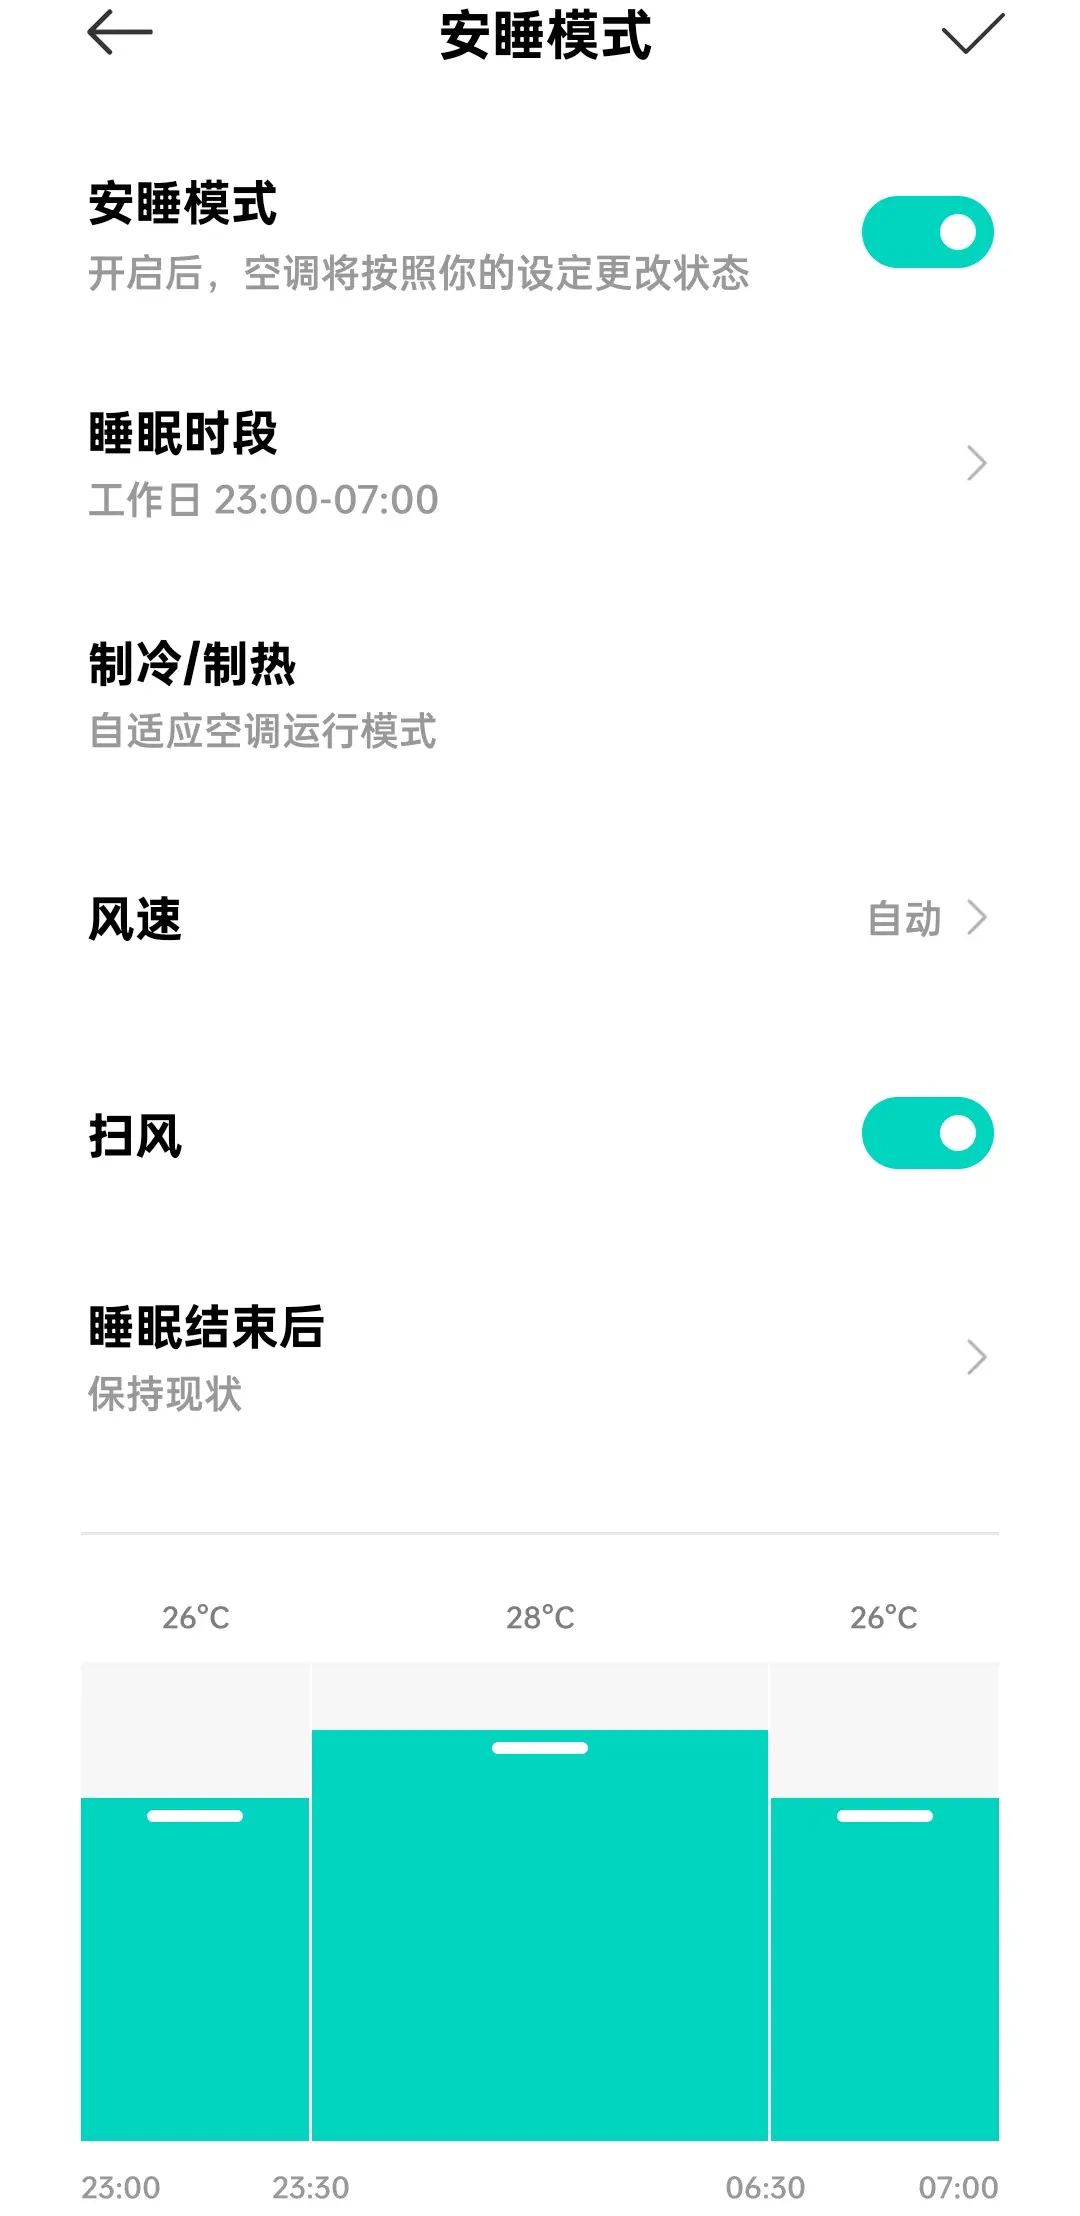 安睡模式
安睡模式
开启后，空调将按照你的设定更改状态
睡眠时段
工作日 23:00-07:00
制冷/制热
自适应空调运行模式
风速
自动
扫风
睡眠结束后
保持现状
26°C 28°C 26°C
23:00 23:30 06:30 07:00